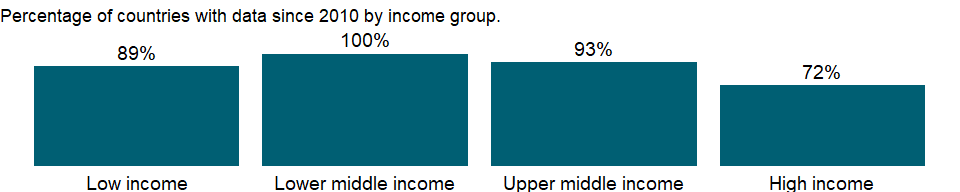 Percentage of countries with data since 2010 by income group.
89%
100%
93%
72%
Low income
Lower middle income
Upper middle income
High income